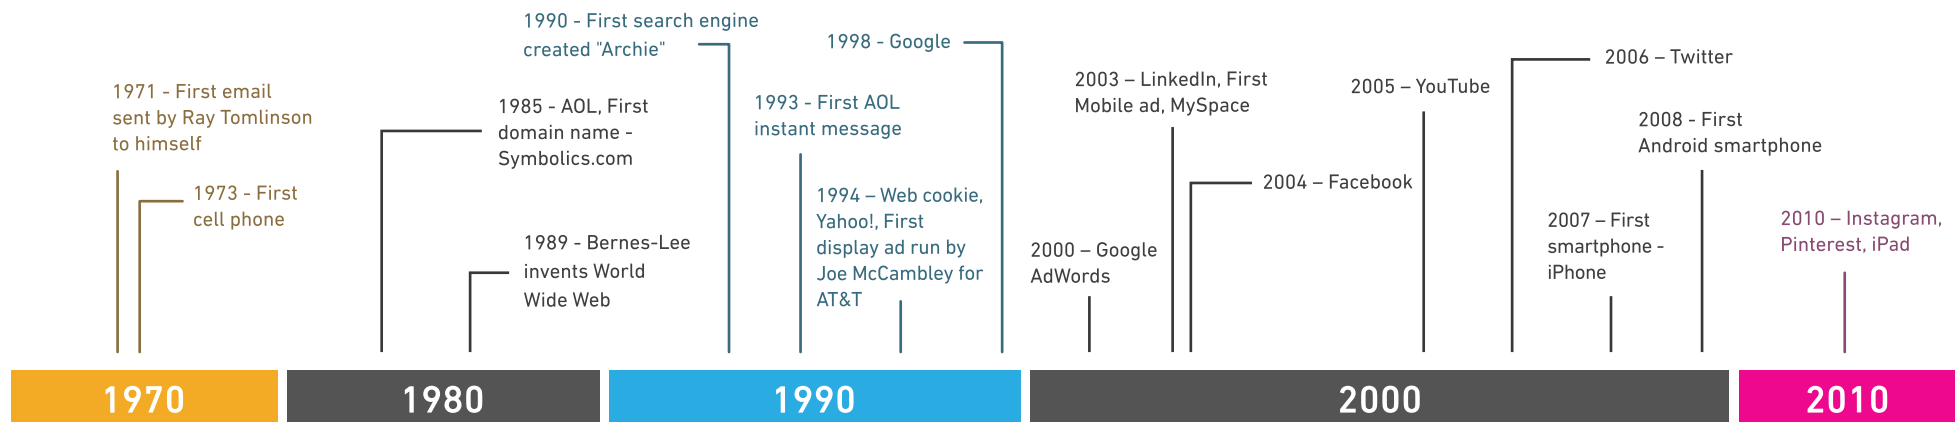 1971 - First email
sent by Ray Tomlinson
to himself
1973 - First
cell phone
1985 - AOL, First
domain name -
Symbolics.com
1989 - Bernes-Lee
invents World
Wide Web
1990 - First search engine
created "Archie"
1993 - First AOL
instant message
1994 – Web cookie,
Yahoo!, First
display ad run by
Joe McCambley for
AT&T
1998 - Google
2000 – Google
AdWords
2003 – LinkedIn, First
Mobile ad, MySpace
2004 – Facebook
2005 – YouTube
2006 – Twitter
2007 – First
smartphone -
iPhone
2008 - First
Android smartphone
2010 – Instagram,
Pinterest, iPad
1970
1980
1990
2000
2010